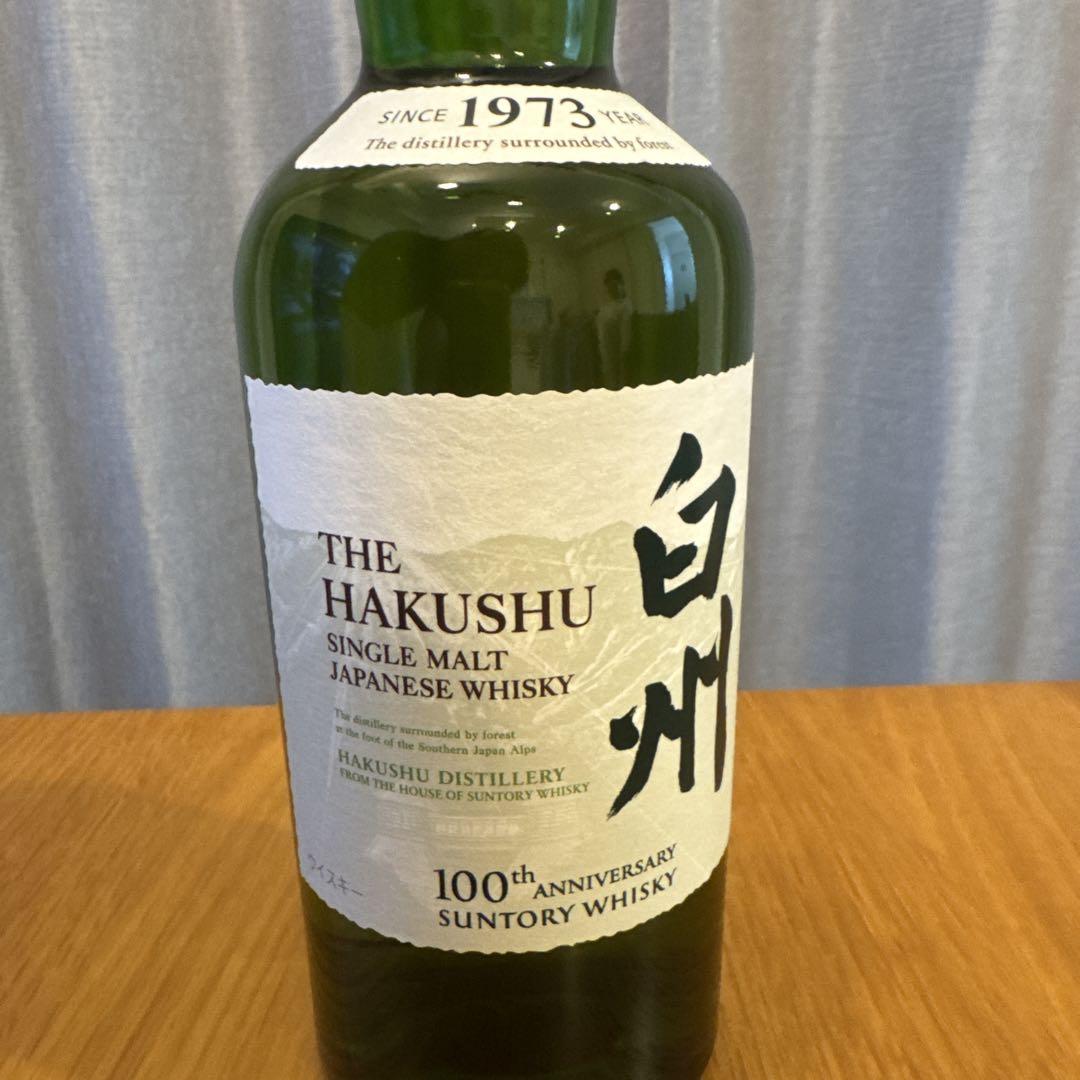 SINCE 1973 YEAR
The distillery surrounded by forest
THE
HAKUSHU
SINGLE MALT
JAPANESE WHISKY
白州
The distillery surrounded by forest
at the foot of the Southern Japan Alps
HAKUSHU DISTILLERY
FROM THE HOUSE OF SUNTORY WHISKY
ウイスキー
100th ANNIVERSARY
SUNTORY WHISKY